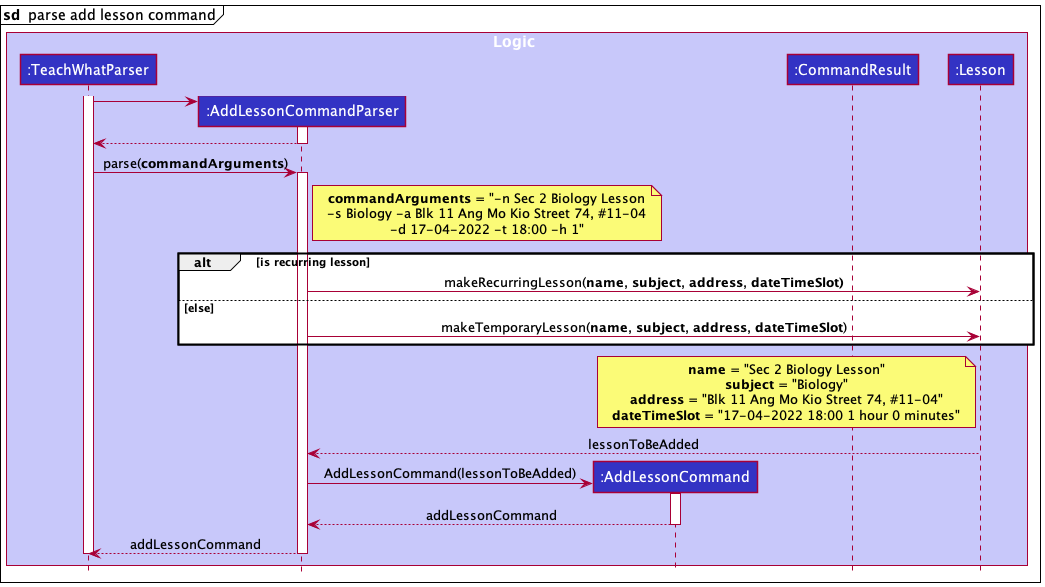 sd parse add lesson command
Logic
:TeachWhatParser
:CommandResult
:Lesson
:AddLessonCommandParser
parse(commandArguments)
commandArguments = "-n Sec 2 Biology Lesson
-s Biology -a Blk 11 Ang Mo Kio Street 74, #11-04
-d 17-04-2022 -t 18:00 -h 1"
alt [is recurring lesson]
makeRecurringLesson(name, subject, address, dateTimeSlot)
[else]
makeTemporaryLesson(name, subject, address, dateTimeSlot)
name = "Sec 2 Biology Lesson"
subject = "Biology"
address = "Blk 11 Ang Mo Kio Street 74, #11-04"
dateTimeSlot = "17-04-2022 18:00 1 hour 0 minutes"
lessonToBeAdded
AddLessonCommand(lessonToBeAdded)
:AddLessonCommand
addLessonCommand
addLessonCommand